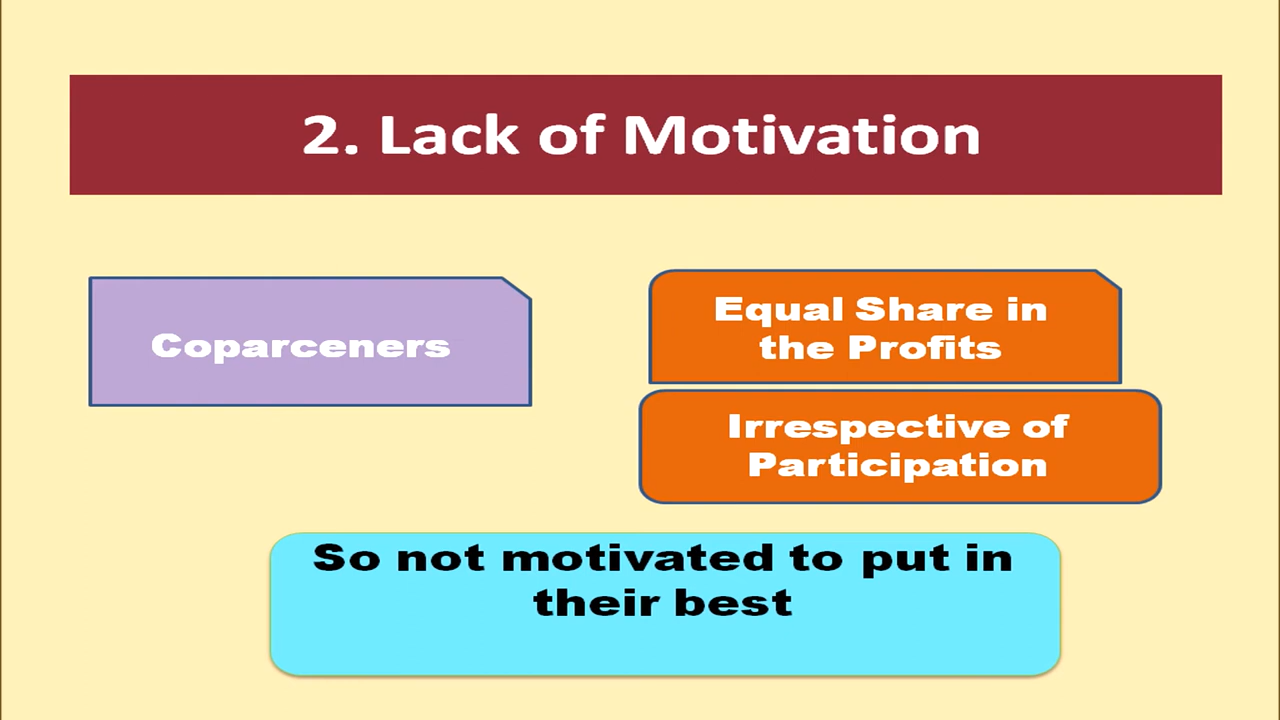 2. Lack of Motivation
Coparceners
Equal Share in
the Profits
Irrespective of
Participation
So not motivated to put in
their best